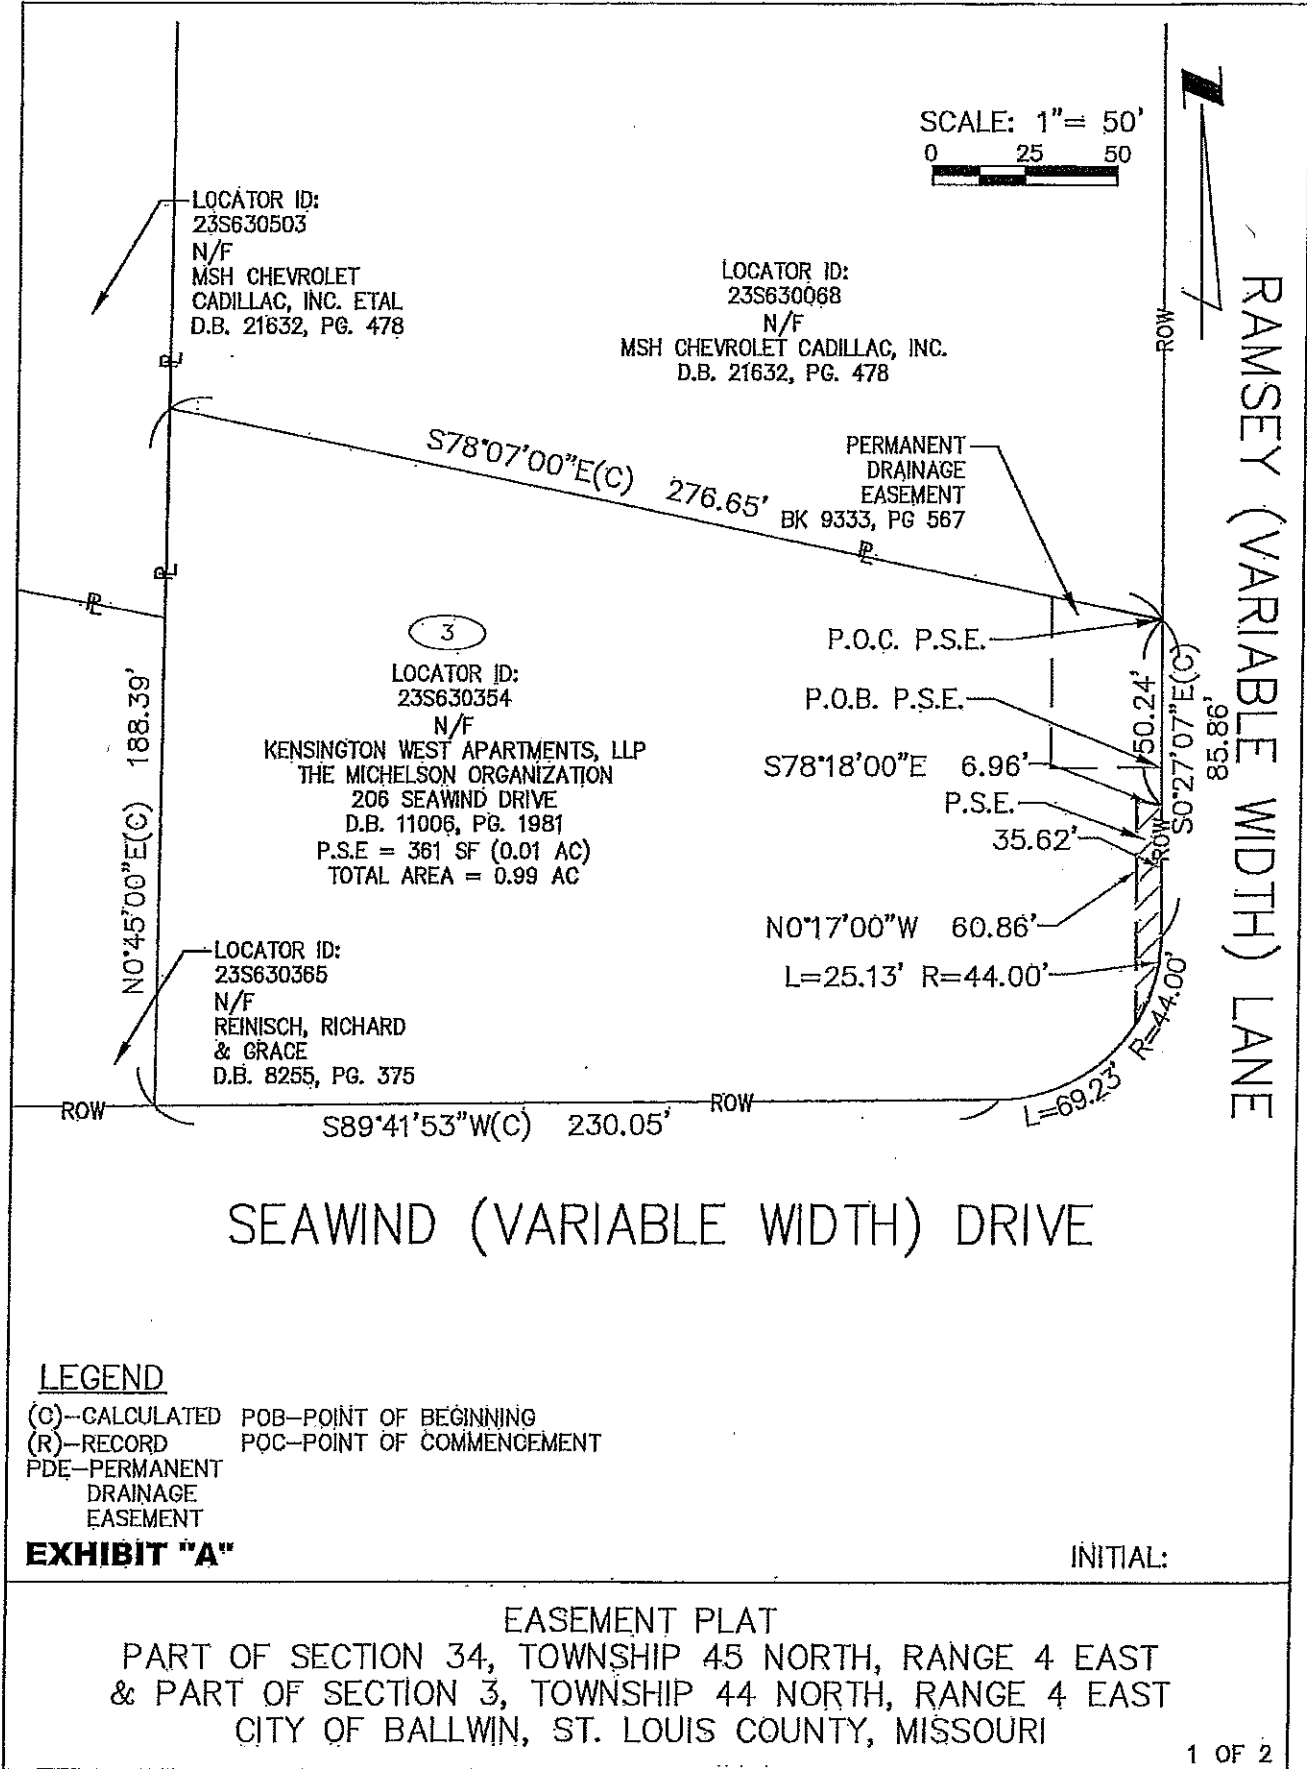 SCALE: 1"= 50'
0 25 50
LOCATOR ID:
23S630503
N/F
MSH CHEVROLET
CADILLAC, INC. ETAL
D.B. 21632, PG. 478
LOCATOR ID:
23S630068
N/F
MSH CHEVROLET CADILLAC, INC.
D.B. 21632, PG. 478
ROW
RAMSEY (VARIABLE WIDTH) LANE
PL
S78°07'00"E(C) 276.65'
PERMANENT
DRAINAGE
EASEMENT
BK 9333, PG 567
PL
PL
PL
3
LOCATOR ID:
23S630354
N/F
KENSINGTON WEST APARTMENTS, LLP
THE MICHELSON ORGANIZATION
206 SEAWIND DRIVE
D.B. 11006, PG. 1981
P.S.E = 361 SF (0.01 AC)
TOTAL AREA = 0.99 AC
N0°45'00"E(C) 188.39'
P.O.C. P.S.E.
P.O.B. P.S.E.
50.24'
S0°27'07"E(C)
85.86'
S78°18'00"E 6.96'
P.S.E.
35.62'
ROW
N0°17'00"W 60.86'
L=25.13' R=44.00'
L=69.23' R=44.00'
LOCATOR ID:
23S630365
N/F
REINISCH, RICHARD
& GRACE
D.B. 8255, PG. 375
ROW
ROW
S89°41'53"W(C) 230.05'
SEAWIND (VARIABLE WIDTH) DRIVE
LEGEND
(C)-CALCULATED POB-POINT OF BEGINNING
(R)-RECORD POC-POINT OF COMMENCEMENT
PDE-PERMANENT
DRAINAGE
EASEMENT
EXHIBIT "A"
INITIAL:
EASEMENT PLAT
PART OF SECTION 34, TOWNSHIP 45 NORTH, RANGE 4 EAST
& PART OF SECTION 3, TOWNSHIP 44 NORTH, RANGE 4 EAST
CITY OF BALLWIN, ST. LOUIS COUNTY, MISSOURI
1 OF 2